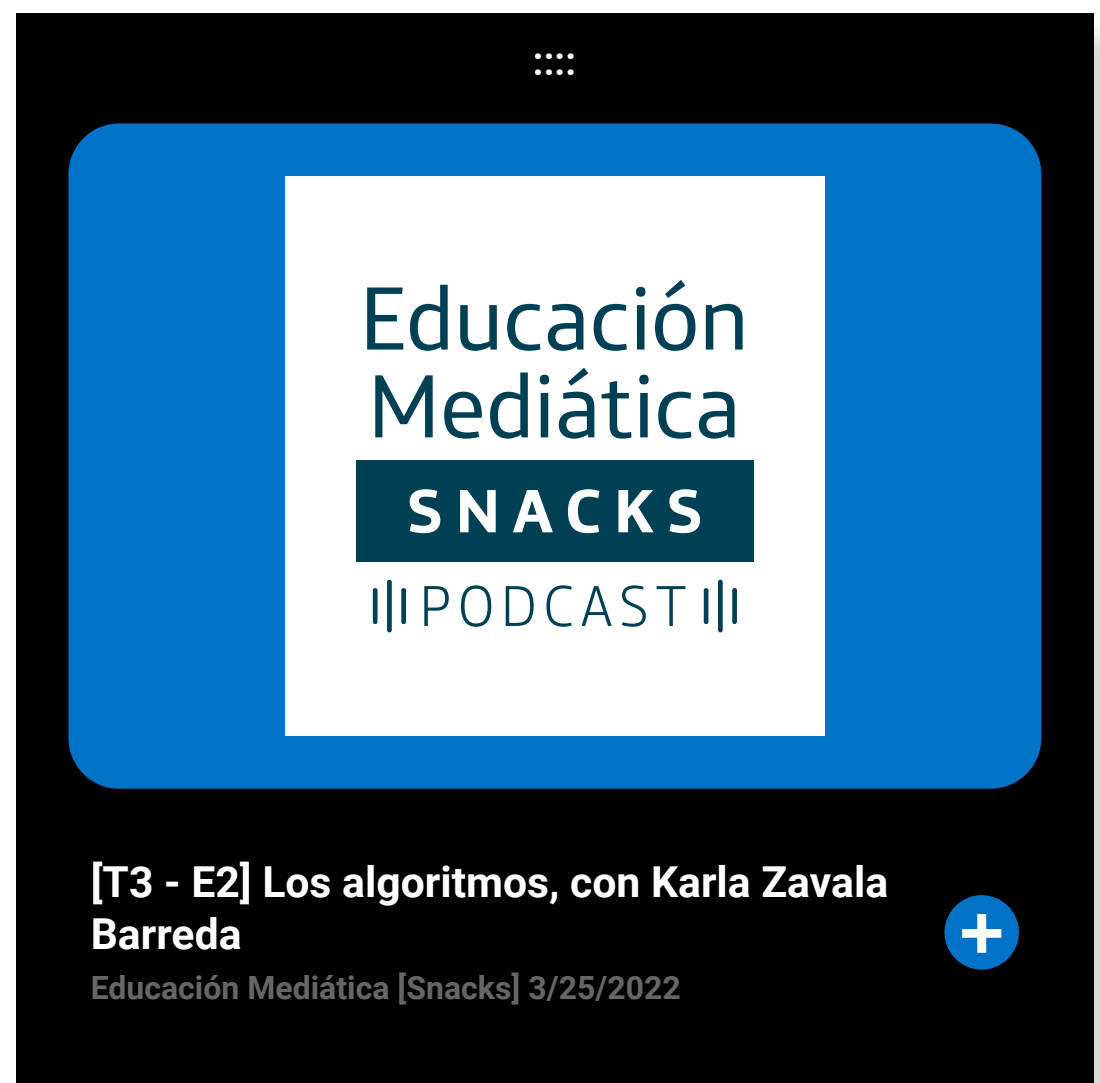 Educación
Mediática
SNACKS
PODCAST
[T3 - E2] Los algoritmos, con Karla Zavala
Barreda
Educación Mediática [Snacks] 3/25/2022